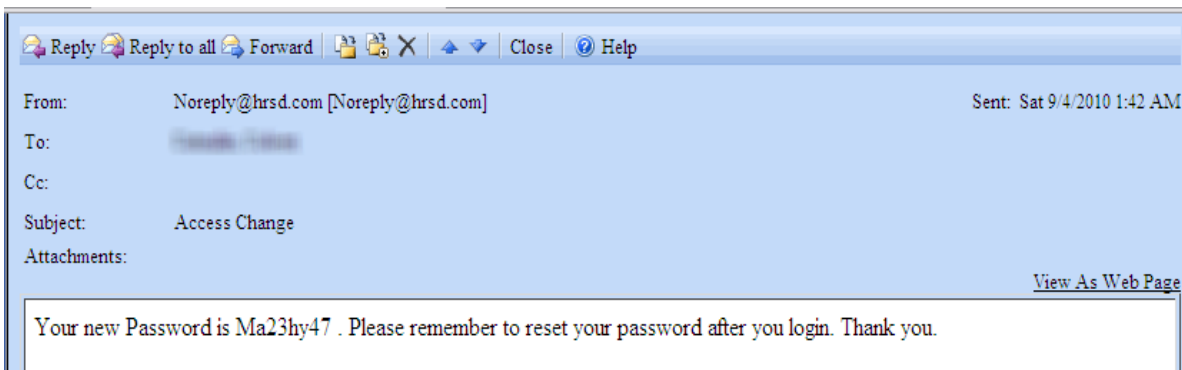 Reply Reply to all Forward Close Help
From: Noreply@hrsd.com [Noreply@hrsd.com] Sent: Sat 9/4/2010 1:42 AM
To:
Cc:
Subject: Access Change
Attachments:
View As Web Page
Your new Password is Ma23hy47 . Please remember to reset your password after you login. Thank you.